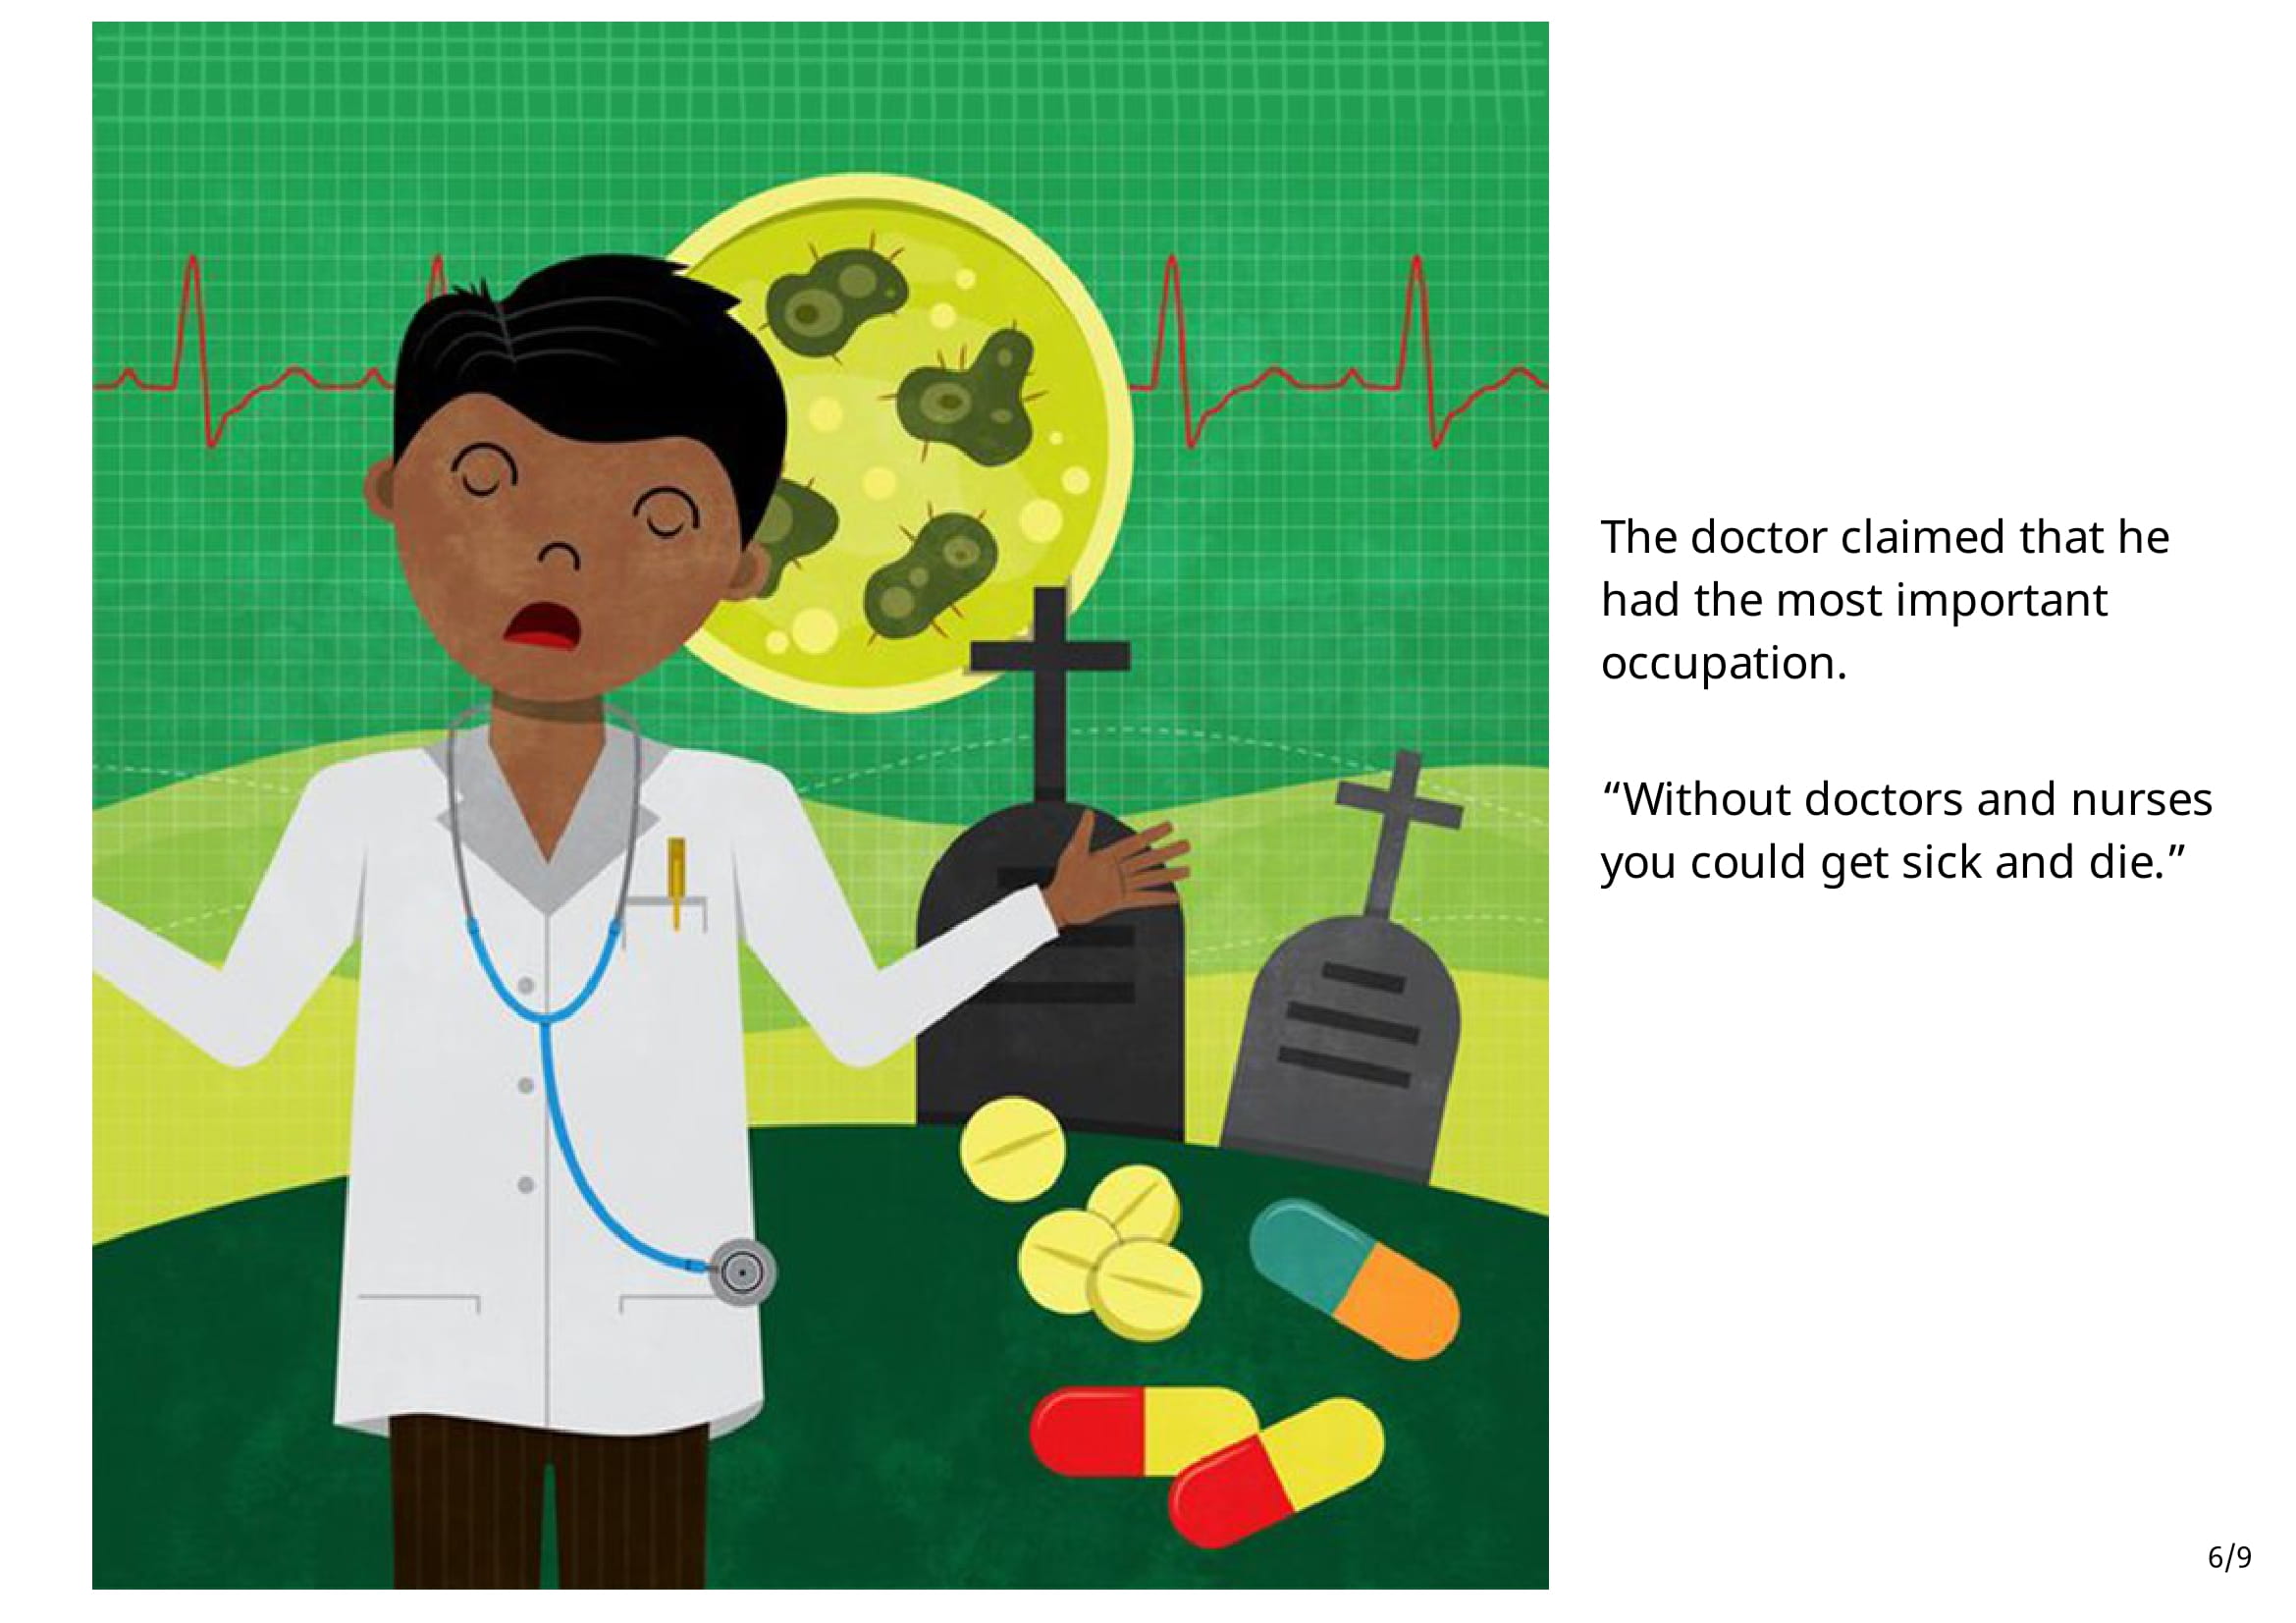 The doctor claimed that he
had the most important
occupation.
“Without doctors and nurses
you could get sick and die.”
6/9